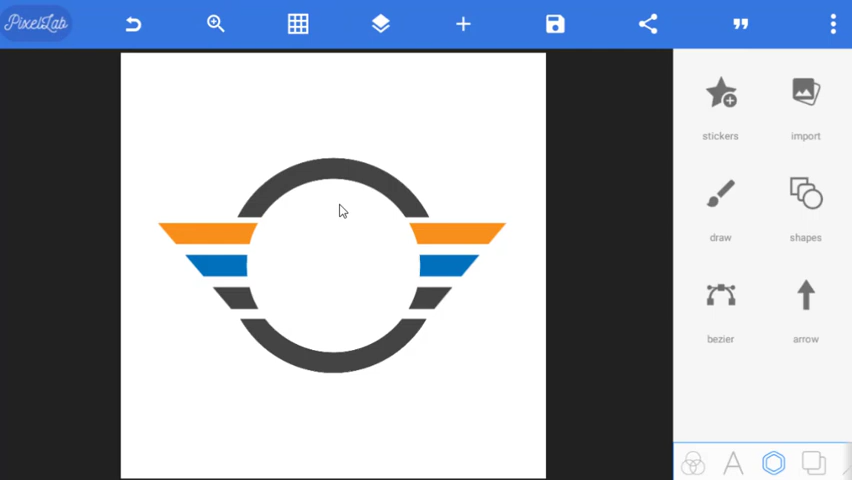 PixelLab
stickers
import
draw
shapes
bezier
arrow